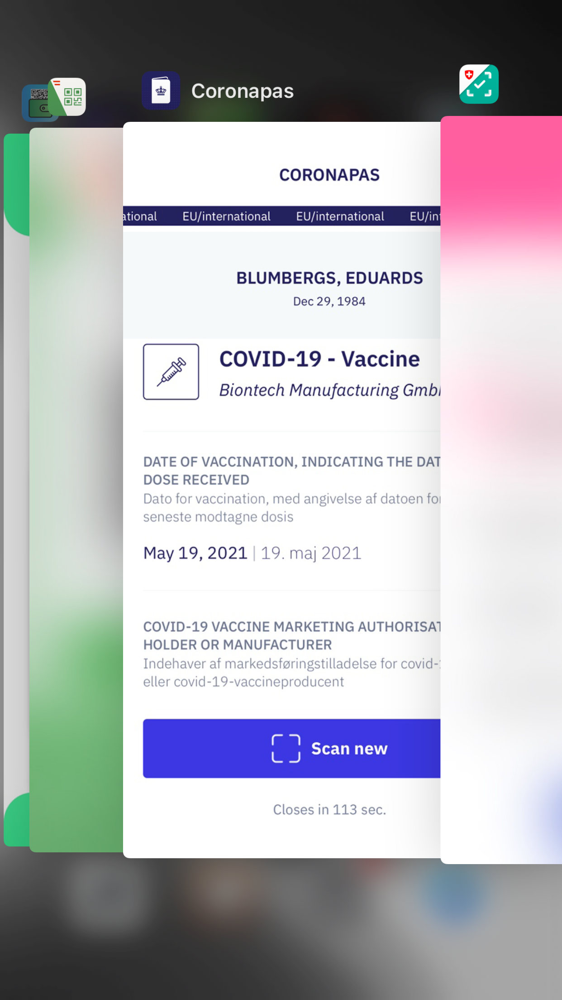 Coronapas
CORONAPAS
ational EU/international EU/international EU/int
BLUMBERGS, EDUARDS
Dec 29, 1984
COVID-19 - Vaccine
Biontech Manufacturing Gmb
DATE OF VACCINATION, INDICATING THE DAT
DOSE RECEIVED
Dato for vaccination, med angivelse af datoen for
seneste modtagne dosis
May 19, 2021 | 19. maj 2021
COVID-19 VACCINE MARKETING AUTHORISAT
HOLDER OR MANUFACTURER
Indehaver af markedsføringstilladelse for covid-1
eller covid-19-vaccineproducent
Scan new
Closes in 113 sec.